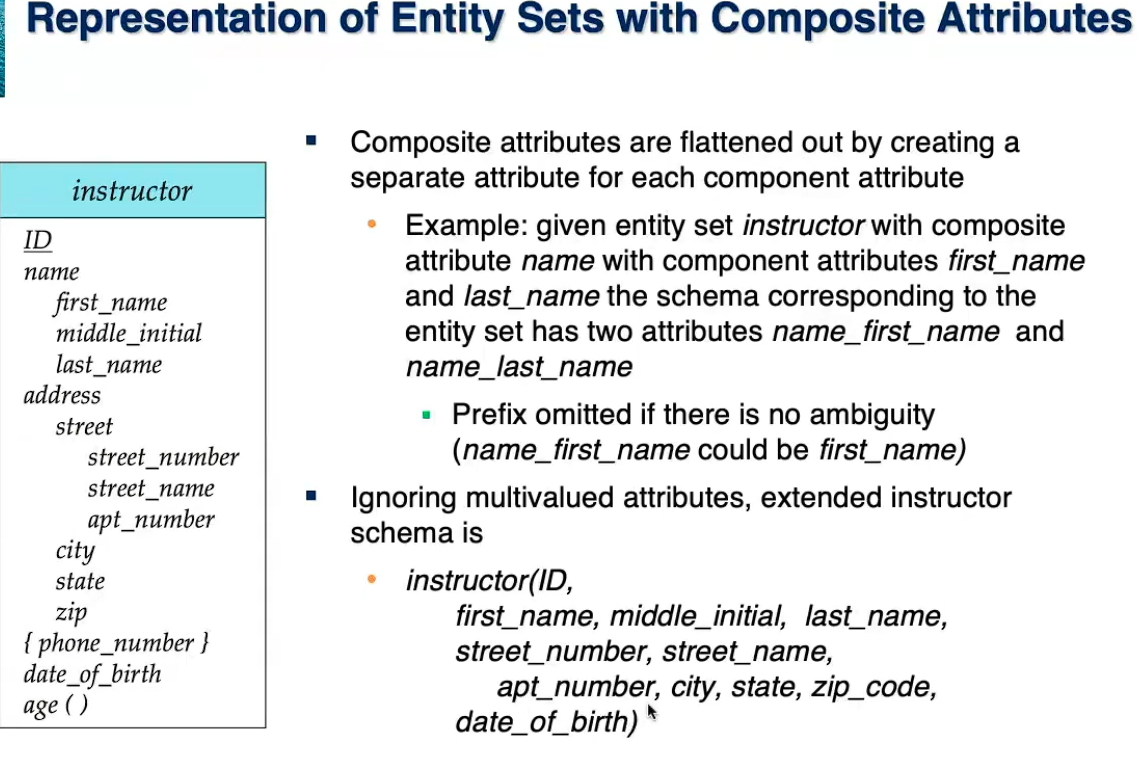 Representation of Entity Sets with Composite Attributes
instructor
ID
name
first_name
middle_initial
last_name
address
street
street_number
street_name
apt_number
city
state
zip
{ phone_number }
date_of_birth
age ( )
Composite attributes are flattened out by creating a
separate attribute for each component attribute
Example: given entity set instructor with composite
attribute name with component attributes first_name
and last_name the schema corresponding to the
entity set has two attributes name_first_name and
name_last_name
Prefix omitted if there is no ambiguity
(name_first_name could be first_name)
Ignoring multivalued attributes, extended instructor
schema is
instructor(ID,
first_name, middle_initial, last_name,
street_number, street_name,
apt_number, city, state, zip_code,
date_of_birth)